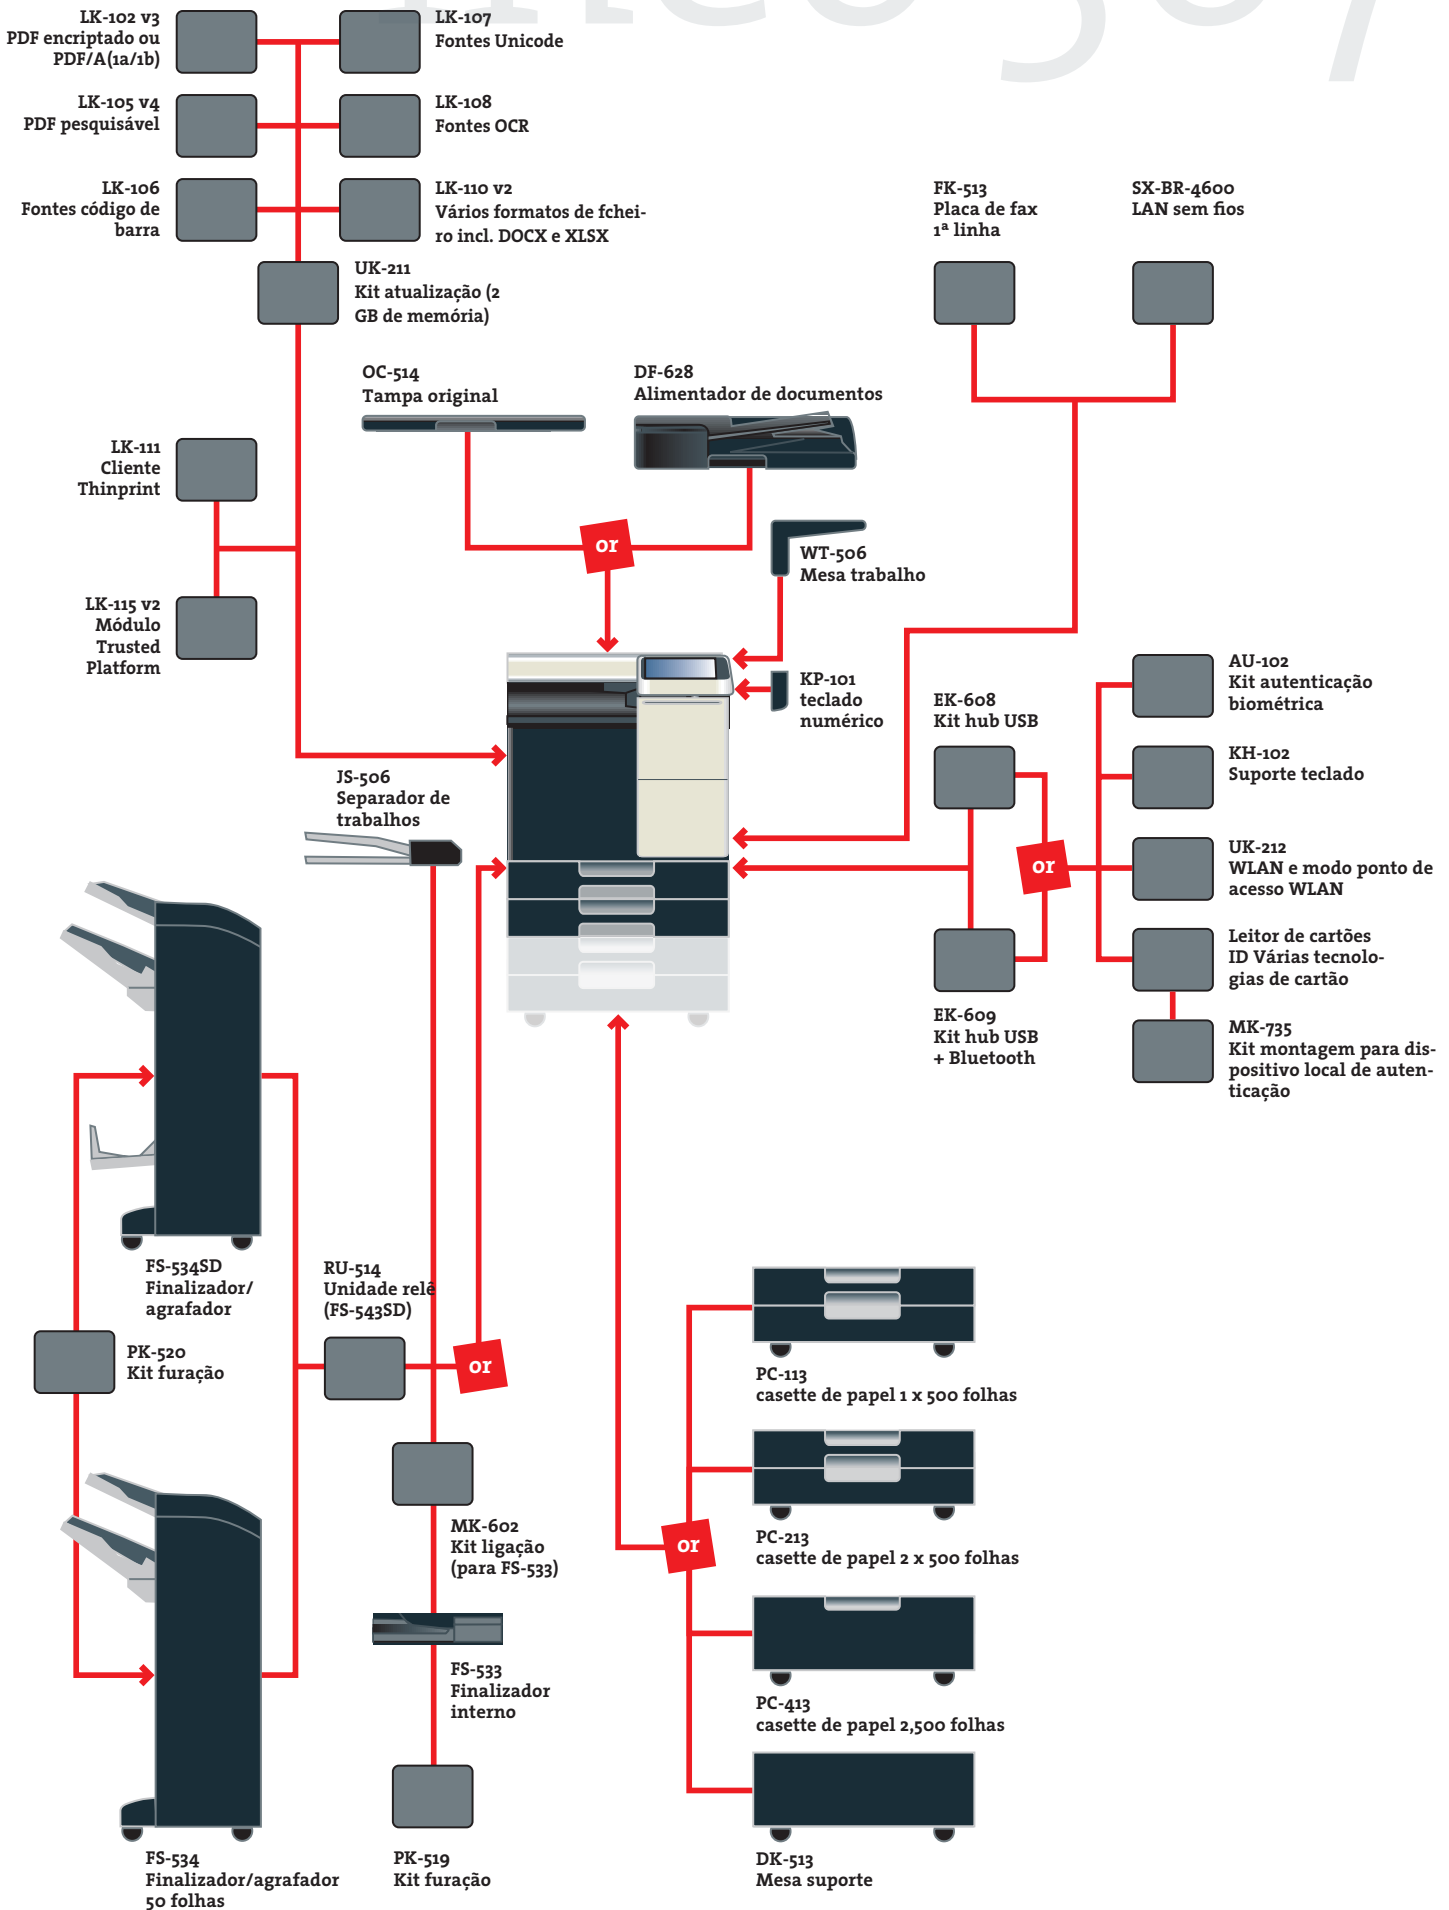 ineo 367
LK-102 v3
PDF encriptado ou
PDF/A(1a/1b)
LK-107
Fontes Unicode
LK-105 v4
PDF pesquisável
LK-108
Fontes OCR
LK-106
Fontes código de
barra
LK-110 v2
Vários formatos de fchei-
ro incl. DOCX e XLSX
UK-211
Kit atualização (2
GB de memória)
FK-513
Placa de fax
1ª linha
SX-BR-4600
LAN sem fios
OC-514
Tampa original
DF-628
Alimentador de documentos
LK-111
Cliente
Thinprint
or
WT-506
Mesa trabalho
LK-115 v2
Módulo
Trusted
Platform
KP-101
teclado
numérico
AU-102
Kit autenticação
biométrica
EK-608
Kit hub USB
KH-102
Suporte teclado
JS-506
Separador de
trabalhos
UK-212
WLAN e modo ponto de
acesso WLAN
or
Leitor de cartões
ID Várias tecnolo-
gias de cartão
EK-609
Kit hub USB
+ Bluetooth
MK-735
Kit montagem para dis-
positivo local de auten-
ticação
FS-534SD
Finalizador/
agrafador
RU-514
Unidade relê
(FS-543SD)
PK-520
Kit furação
or
PC-113
casette de papel 1 x 500 folhas
MK-602
Kit ligação
(para FS-533)
or
PC-213
casette de papel 2 x 500 folhas
FS-533
Finalizador
interno
PC-413
casette de papel 2,500 folhas
FS-534
Finalizador/agrafador
50 folhas
PK-519
Kit furação
DK-513
Mesa suporte